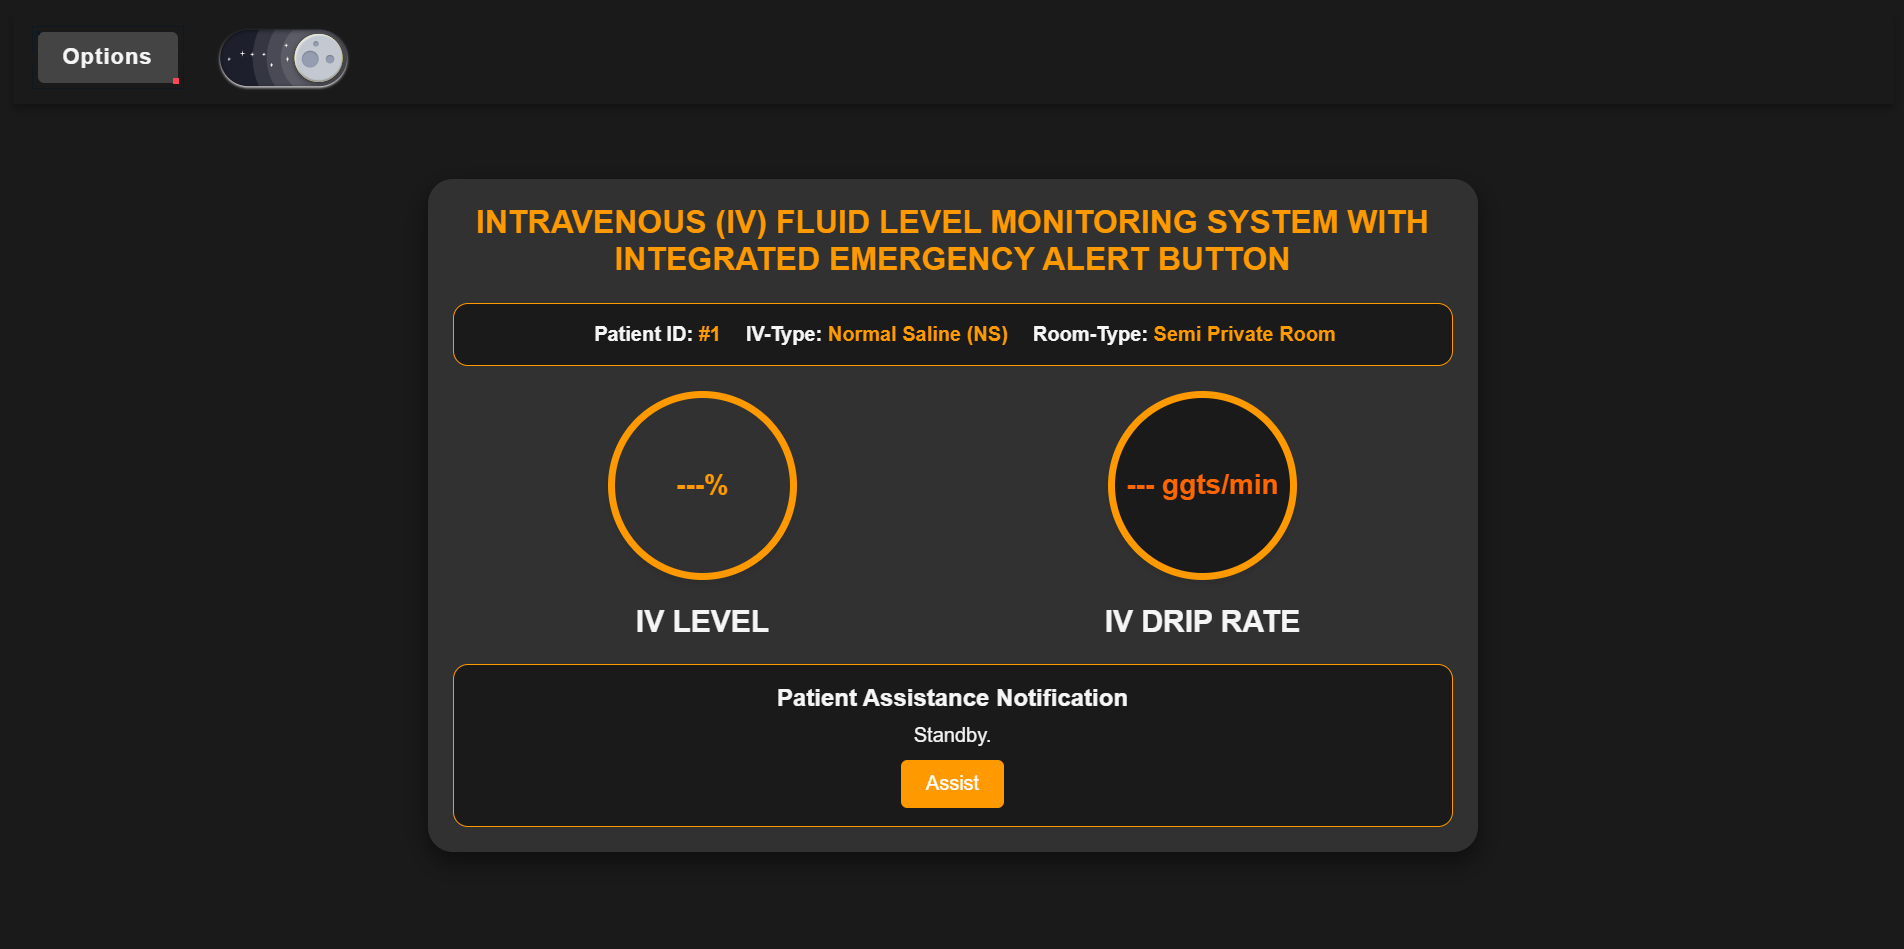 Options
INTRAVENOUS (IV) FLUID LEVEL MONITORING SYSTEM WITH
INTEGRATED EMERGENCY ALERT BUTTON
Patient ID: #1 IV-Type: Normal Saline (NS) Room-Type: Semi Private Room
---%
--- ggts/min
IV LEVEL
IV DRIP RATE
Patient Assistance Notification
Standby.
Assist